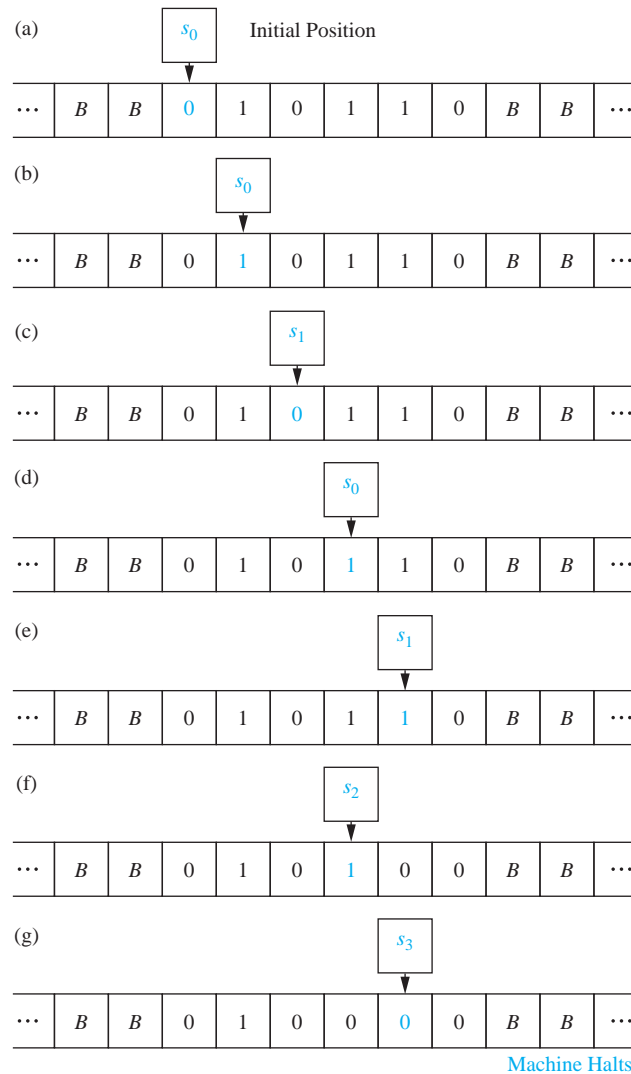 (a) s₀ Initial Position
··· B B 0 1 0 1 1 0 B B ···
(b) s₀
··· B B 0 1 0 1 1 0 B B ···
(c) s₁
··· B B 0 1 0 1 1 0 B B ···
(d) s₀
··· B B 0 1 0 1 1 0 B B ···
(e) s₁
··· B B 0 1 0 1 1 0 B B ···
(f) s₂
··· B B 0 1 0 1 0 0 B B ···
(g) s₃
··· B B 0 1 0 0 0 0 B B ···
Machine Halts